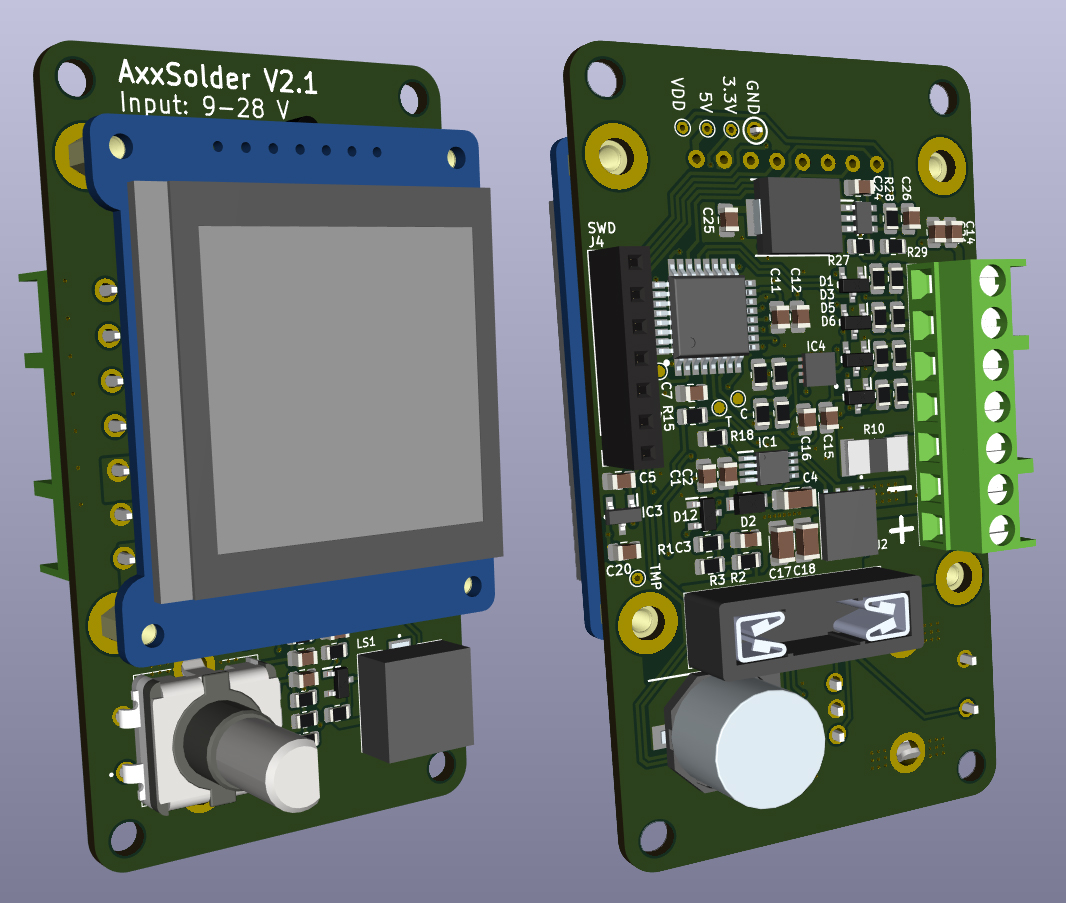 AxxSolder V2.1
Input: 9-28 V
LS1
VDD
5V
3.3V
GND
C24
R28
C26
C25
C14
SWD
J4
R27
R29
C11
C12
D1
D3
D5
D6
IC4
C7
R15
T
C
R18
IC1
C16
C15
R10
C1
C2
C5
C4
IC3
D12
D2
R1
C3
C20
TMP
R3
R2
C17
C18
J2
+
-